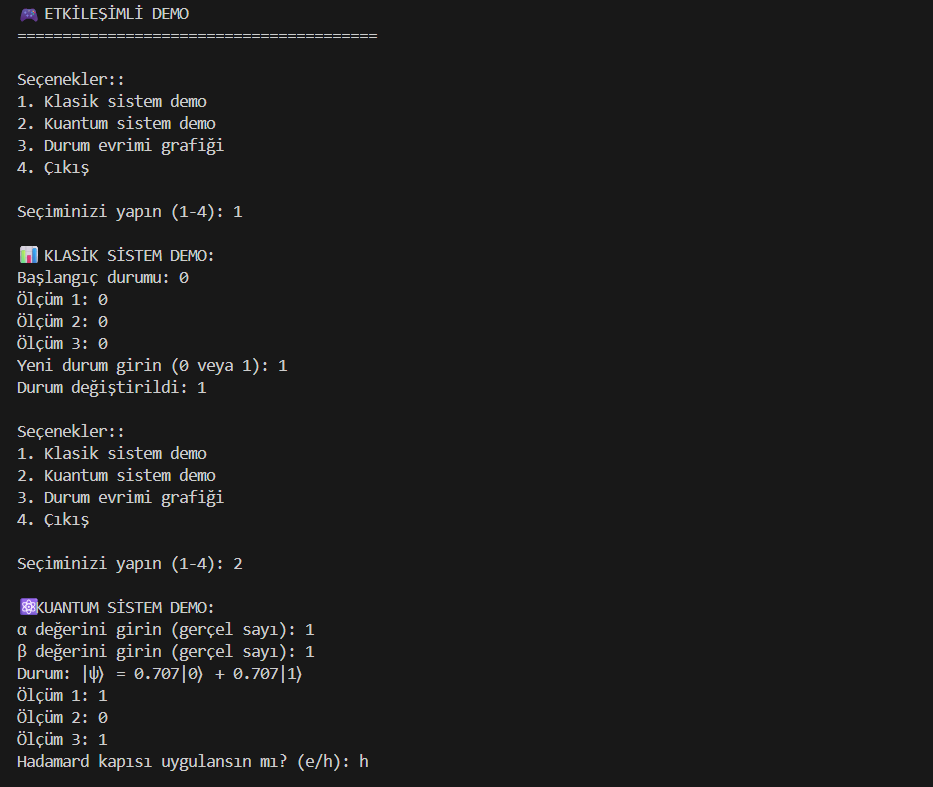 🎮 ETKİLEŞİMLİ DEMO
========================================
Seçenekler::
1. Klasik sistem demo
2. Kuantum sistem demo
3. Durum evrimi grafiği
4. Çıkış
Seçiminizi yapın (1-4): 1
📊 KLASİK SİSTEM DEMO:
Başlangıç durumu: 0
Ölçüm 1: 0
Ölçüm 2: 0
Ölçüm 3: 0
Yeni durum girin (0 veya 1): 1
Durum değiştirildi: 1
Seçenekler::
1. Klasik sistem demo
2. Kuantum sistem demo
3. Durum evrimi grafiği
4. Çıkış
Seçiminizi yapın (1-4): 2
⚛️KUANTUM SİSTEM DEMO:
α değerini girin (gerçel sayı): 1
β değerini girin (gerçel sayı): 1
Durum: |ψ⟩ = 0.707|0⟩ + 0.707|1⟩
Ölçüm 1: 1
Ölçüm 2: 0
Ölçüm 3: 1
Hadamard kapısı uygulansın mı? (e/h): h